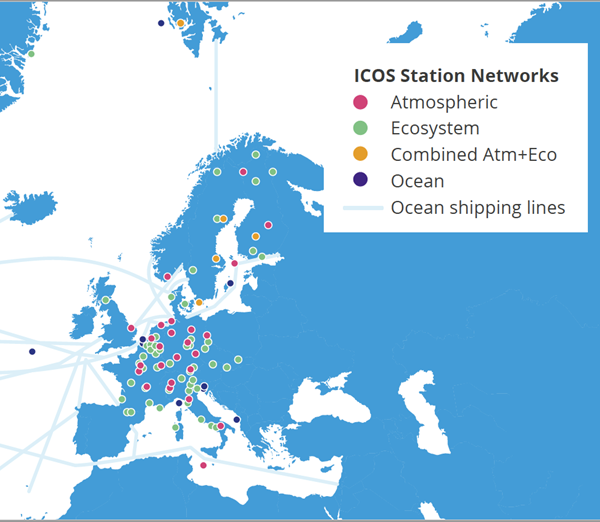 ICOS Station Networks
Atmospheric
Ecosystem
Combined Atm+Eco
Ocean
Ocean shipping lines